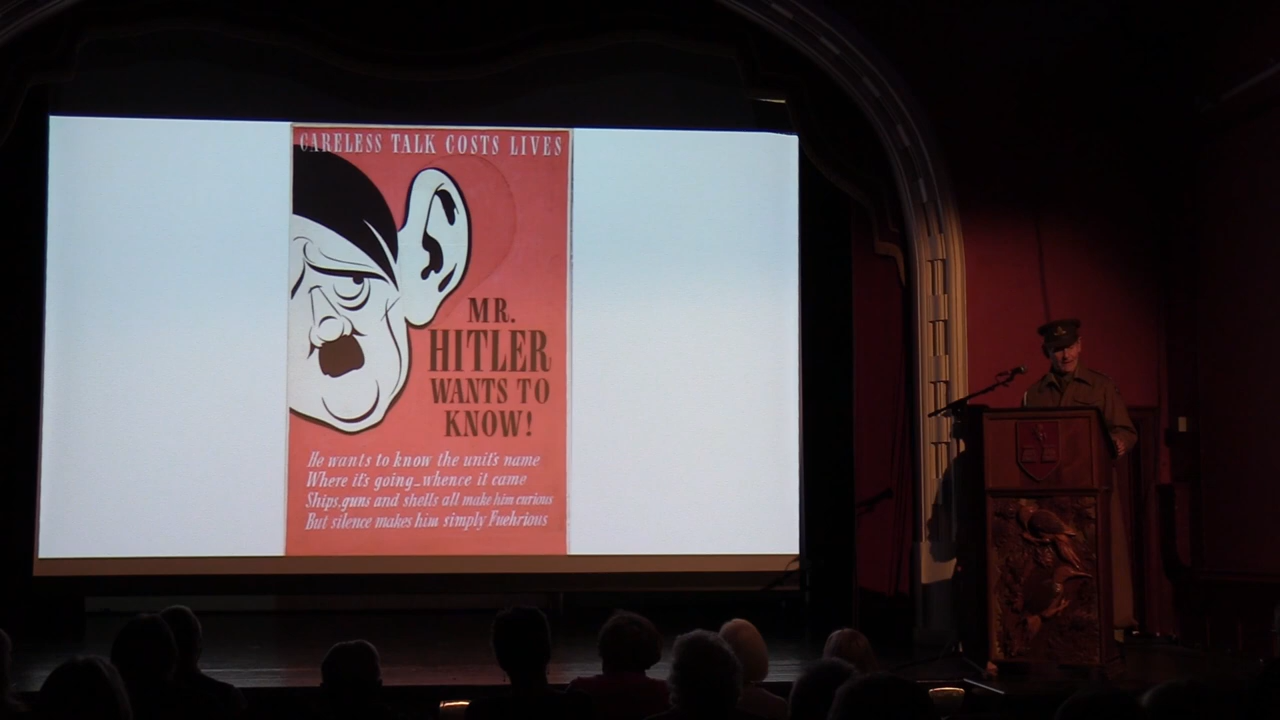 CARELESS TALK COSTS LIVES
MR.
HITLER
WANTS TO
KNOW!
He wants to know the unit's name
Where it's going_whence it came
Ships,guns and shells all make him curious
But silence makes him simply Fuehrious